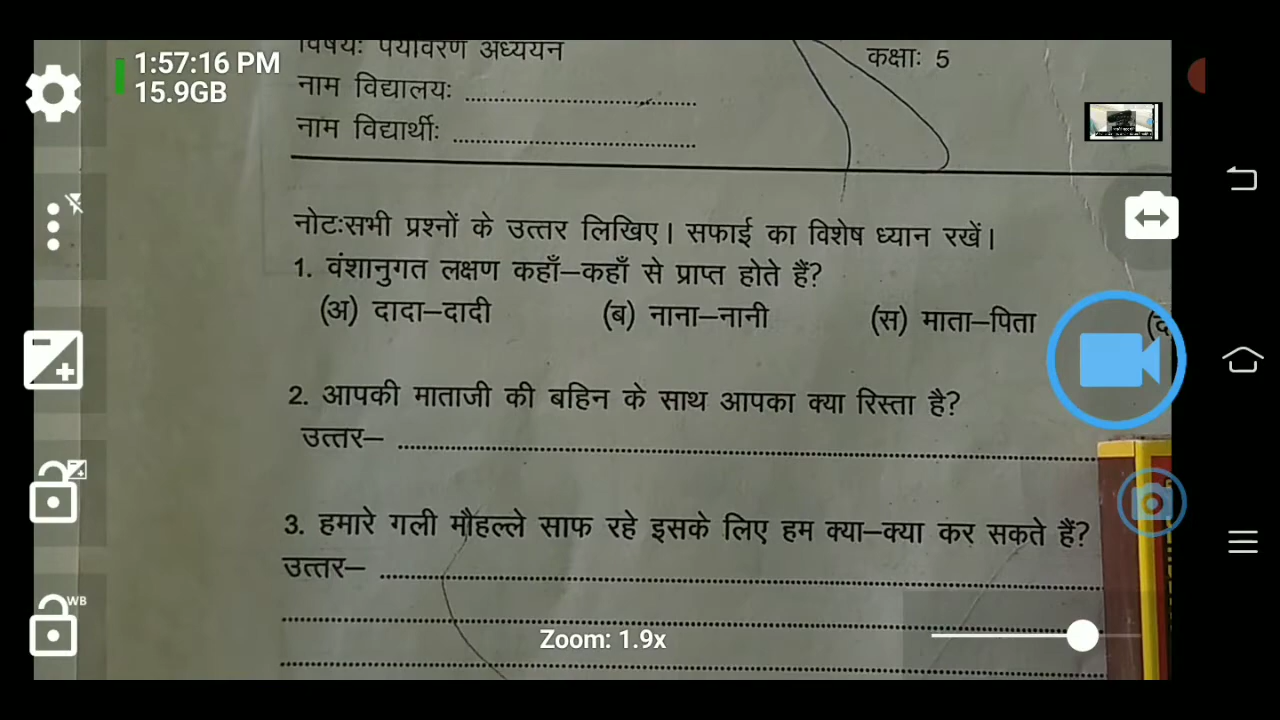 1:57:16 PM
15.9GB
विषयः पर्यावरण अध्ययन
कक्षाः 5
नाम विद्यालयः
नाम विद्यार्थीः
नोटःसभी प्रश्नों के उत्तर लिखिए। सफाई का विशेष ध्यान रखें।
1. वंशानुगत लक्षण कहाँ–कहाँ से प्राप्त होते हैं?
(अ) दादा–दादी (ब) नाना–नानी (स) माता–पिता (द
2. आपकी माताजी की बहिन के साथ आपका क्या रिस्ता है?
उत्तर–
3. हमारे गली मौहल्ले साफ रहे इसके लिए हम क्या–क्या कर सकते हैं?
उत्तर–
WB
Zoom: 1.9x